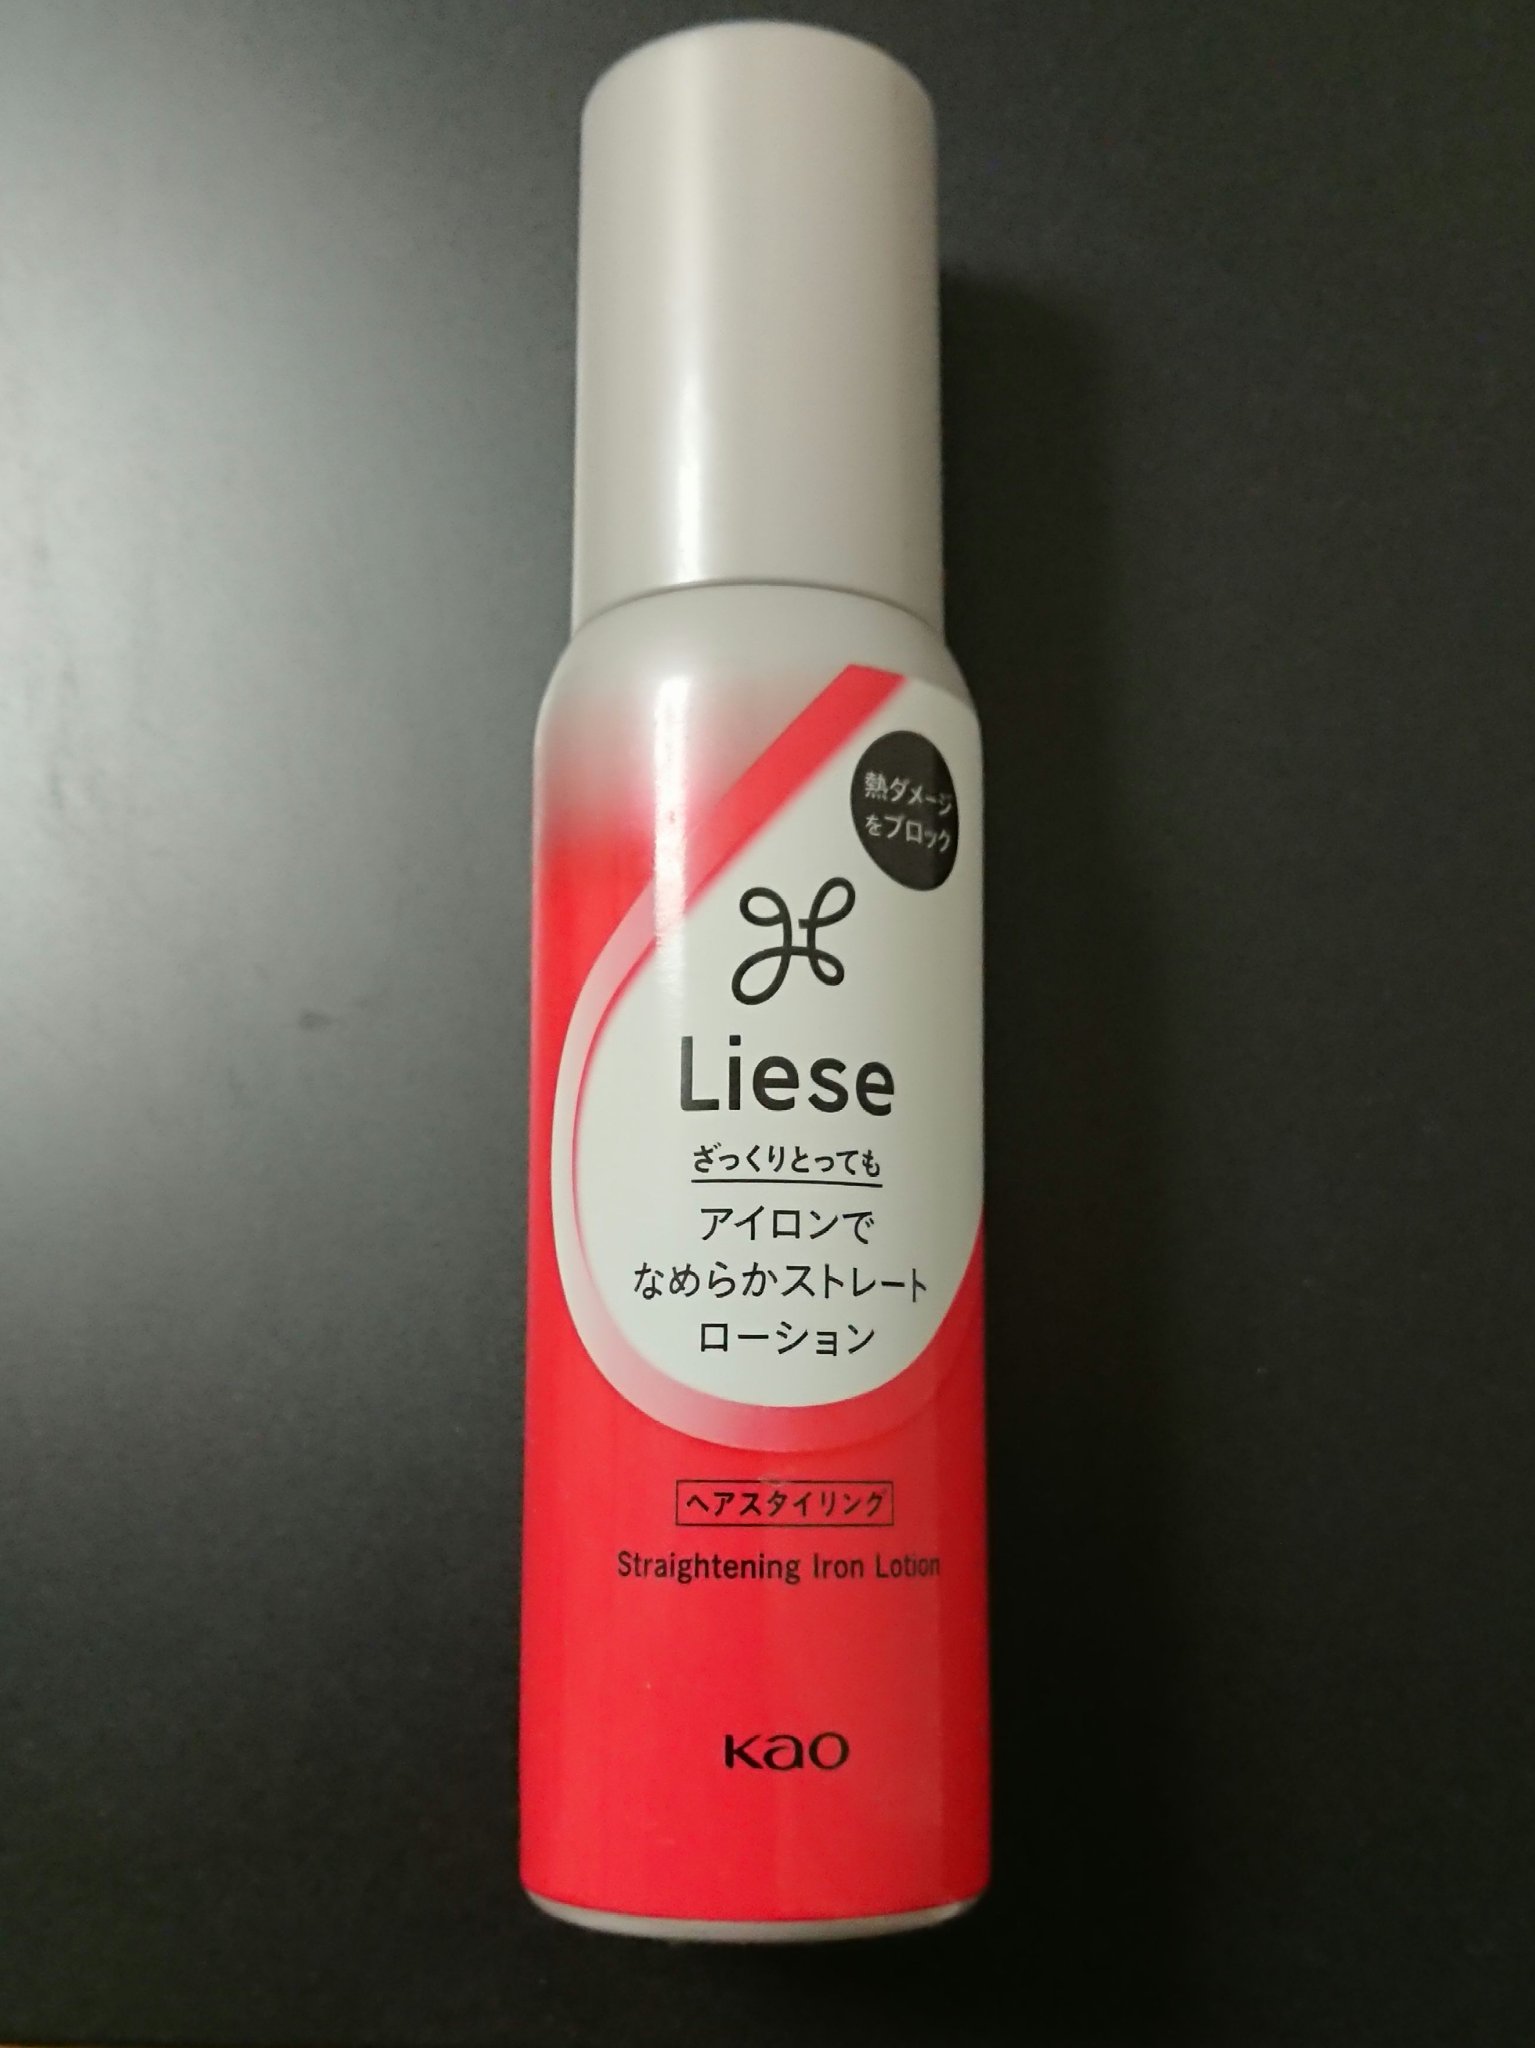 熱ダメージ
をブロック
Liese
ざっくりとっても
アイロンで
なめらかストレート
ローション
ヘアスタイリング
Straightening Iron Lotion
Kao